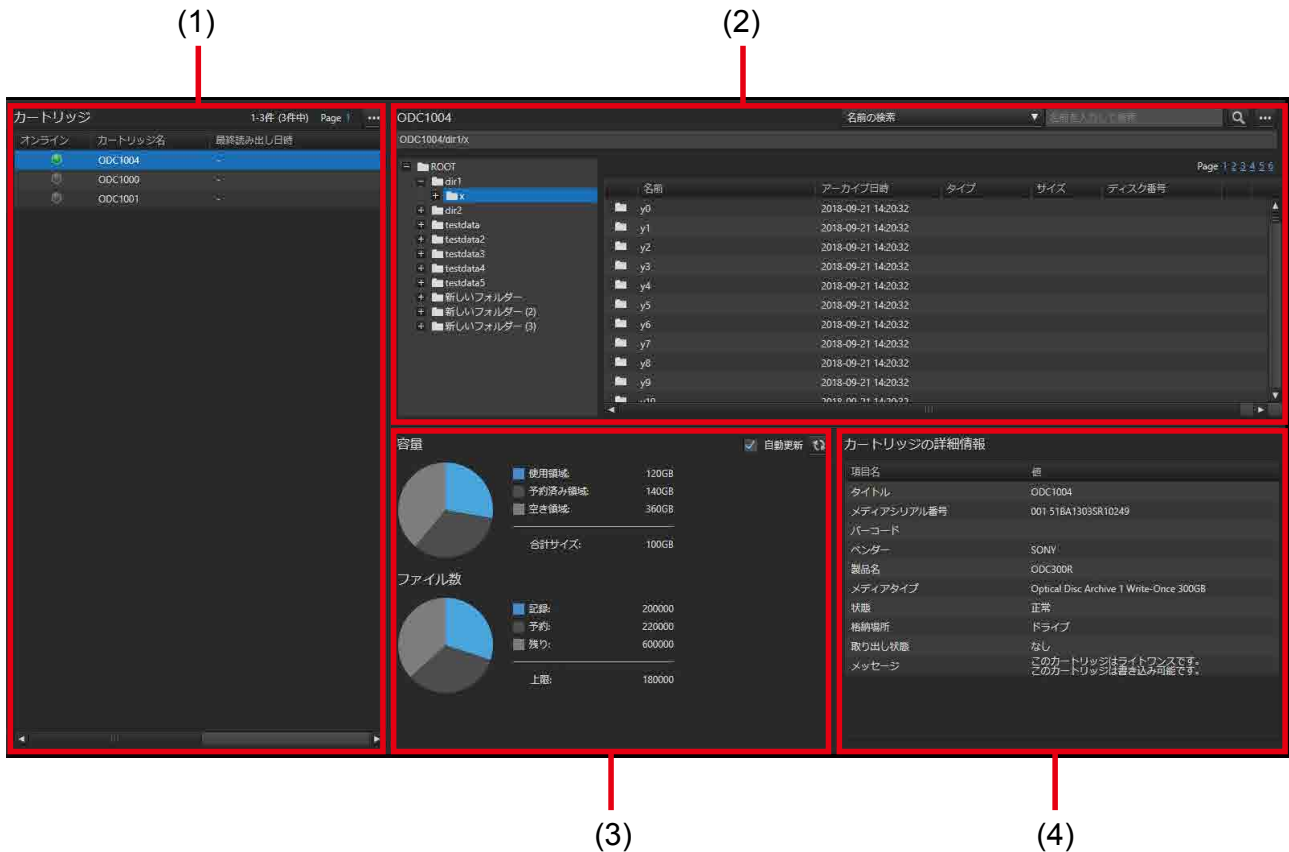 (1)
(2)
カートリッジ 1-3件 (3件中) Page 1 ...
オンライン カートリッジ名 最終読み出し日時
ODC1004 -
ODC1000 -
ODC1001 -
ODC1004 名前の検索 名前を入力して検索 ...
ODC1004/dir1/x
ROOT
dir1
x
dir2
testdata
testdata2
testdata3
testdata4
testdata5
新しいフォルダー
新しいフォルダー (2)
新しいフォルダー (3)
Page 1 2 3 4 5 6
名前 アーカイブ日時 タイプ サイズ ディスク番号
y0 2018-09-21 14:20:32
y1 2018-09-21 14:20:32
y2 2018-09-21 14:20:32
y3 2018-09-21 14:20:32
y4 2018-09-21 14:20:32
y5 2018-09-21 14:20:32
y6 2018-09-21 14:20:32
y7 2018-09-21 14:20:32
y8 2018-09-21 14:20:32
y9 2018-09-21 14:20:32
y10 2018-09-21 14:20:32
容量 自動更新
使用領域: 120GB
予約済み領域: 140GB
空き領域: 360GB
合計サイズ: 100GB
ファイル数
記録: 200000
予約: 220000
残り: 600000
上限: 180000
カートリッジの詳細情報
項目名 値
タイトル ODC1004
メディアシリアル番号 001-51BA1303SR10249
バーコード
ベンダー SONY
製品名 ODC300R
メディアタイプ Optical Disc Archive 1 Write-Once 300GB
状態 正常
格納場所 ドライブ
取り出し状態 なし
メッセージ このカートリッジはライトワンスです。
このカートリッジは書き込み可能です。
(3)
(4)